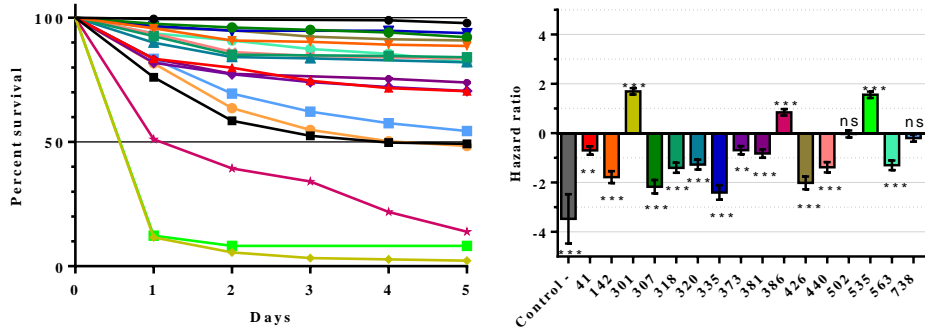 Percent survival
100
50
0
0 1 2 3 4 5
Days
Hazard ratio
4
2
0
-2
-4
*** ** *** *** *** *** *** *** ** *** *** *** *** ns *** *** ns
Control - 41 142 301 307 318 320 335 373 381 386 426 440 502 535 563 738